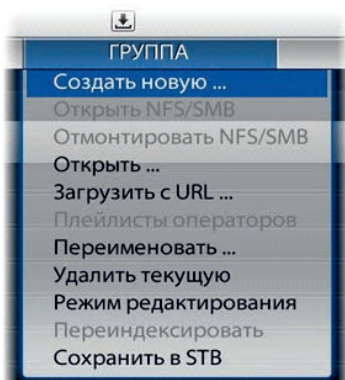 ГРУППА
Создать новую ...
Открыть NFS/SMB
Отмонтировать NFS/SMB
Открыть ...
Загрузить с URL ...
Плейлисты операторов
Переименовать ...
Удалить текущую
Режим редактирования
Переиндексировать
Сохранить в STB